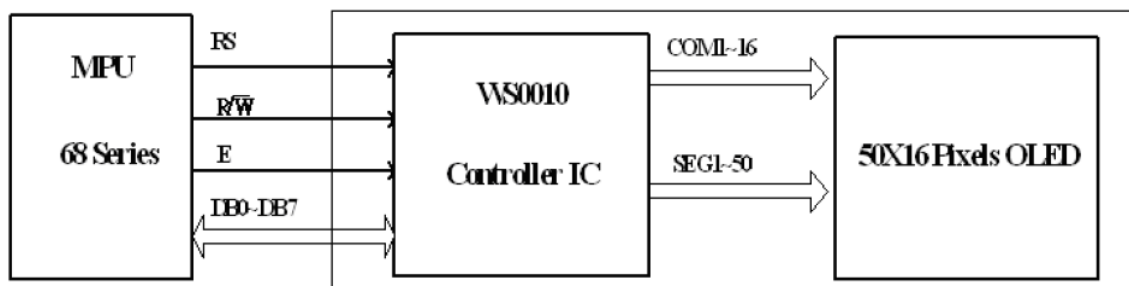 MPU
68 Series
RS
R/W̅
E
DB0~DB7
WS0010
Controller IC
COM1~16
SEG1~50
50X16 Pixels OLED